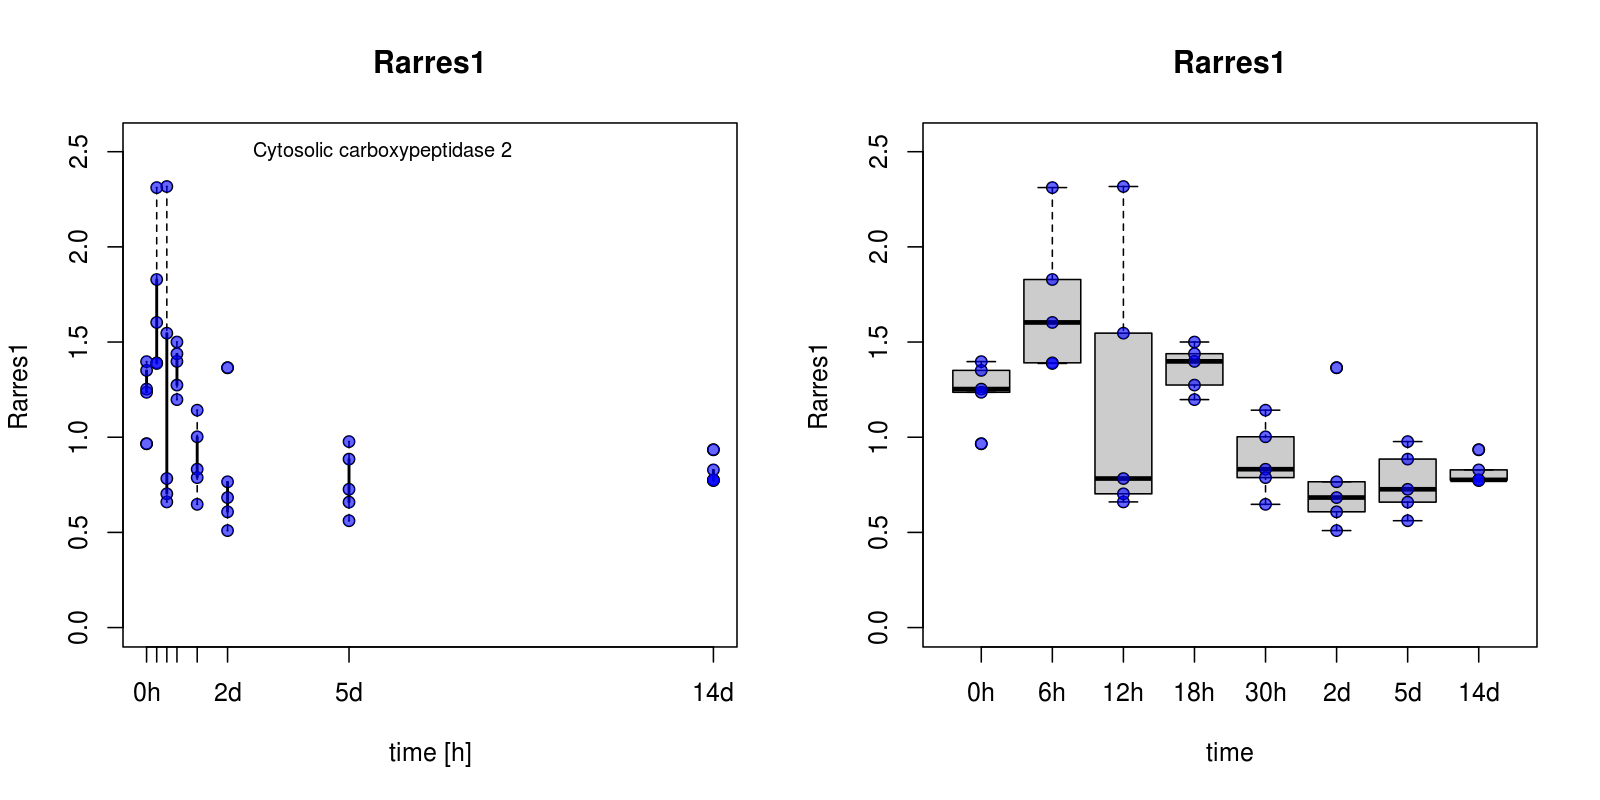 Rarres1
Cytosolic carboxypeptidase 2
Rarres1
0.0 0.5 1.0 1.5 2.0 2.5
0h 2d 5d 14d
time [h]
Rarres1
Rarres1
0.0 0.5 1.0 1.5 2.0 2.5
0h 6h 12h 18h 30h 2d 5d 14d
time